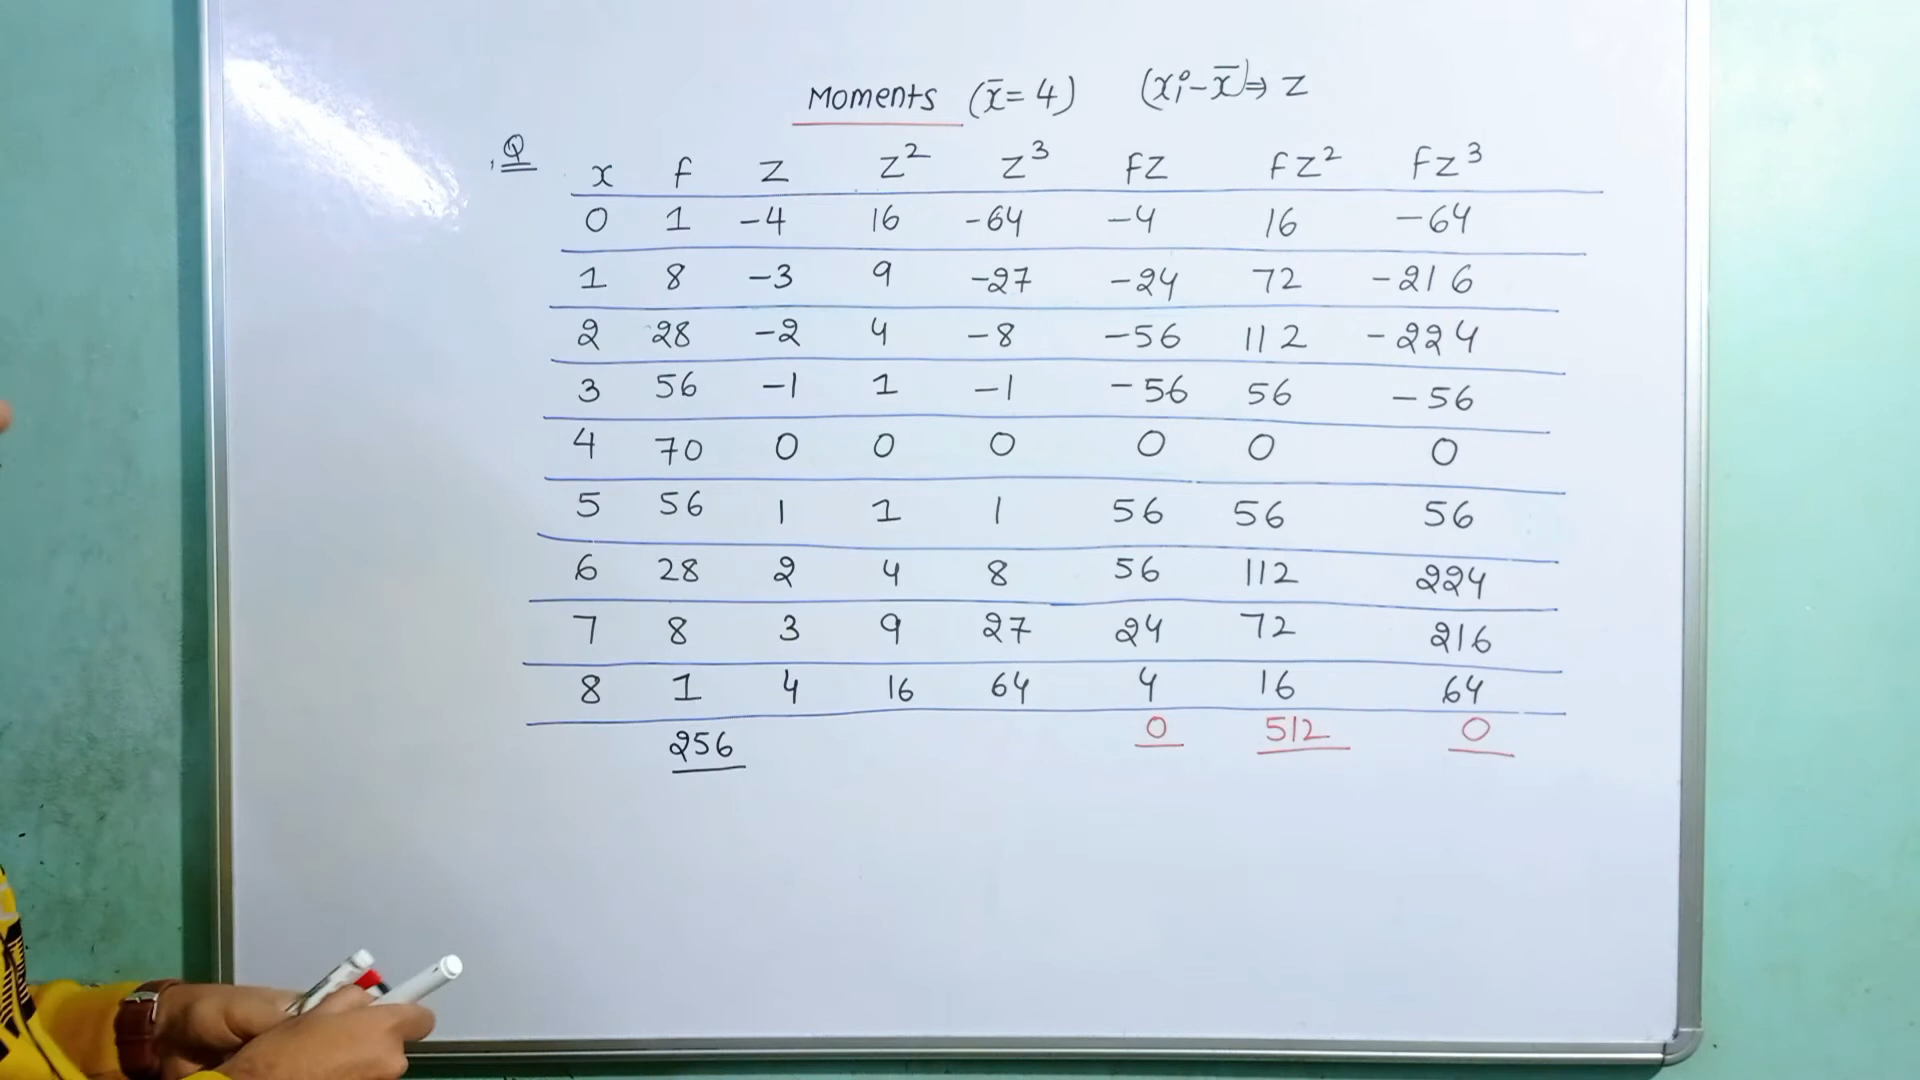 Moments (x̄ = 4) (xi - x̄) ⇒ Z
Q
x f Z Z² Z³ FZ FZ² FZ³
0 1 -4 16 -64 -4 16 -64
1 8 -3 9 -27 -24 72 -216
2 28 -2 4 -8 -56 112 -224
3 56 -1 1 -1 -56 56 -56
4 70 0 0 0 0 0 0
5 56 1 1 1 56 56 56
6 28 2 4 8 56 112 224
7 8 3 9 27 24 72 216
8 1 4 16 64 4 16 64
256 0 512 0